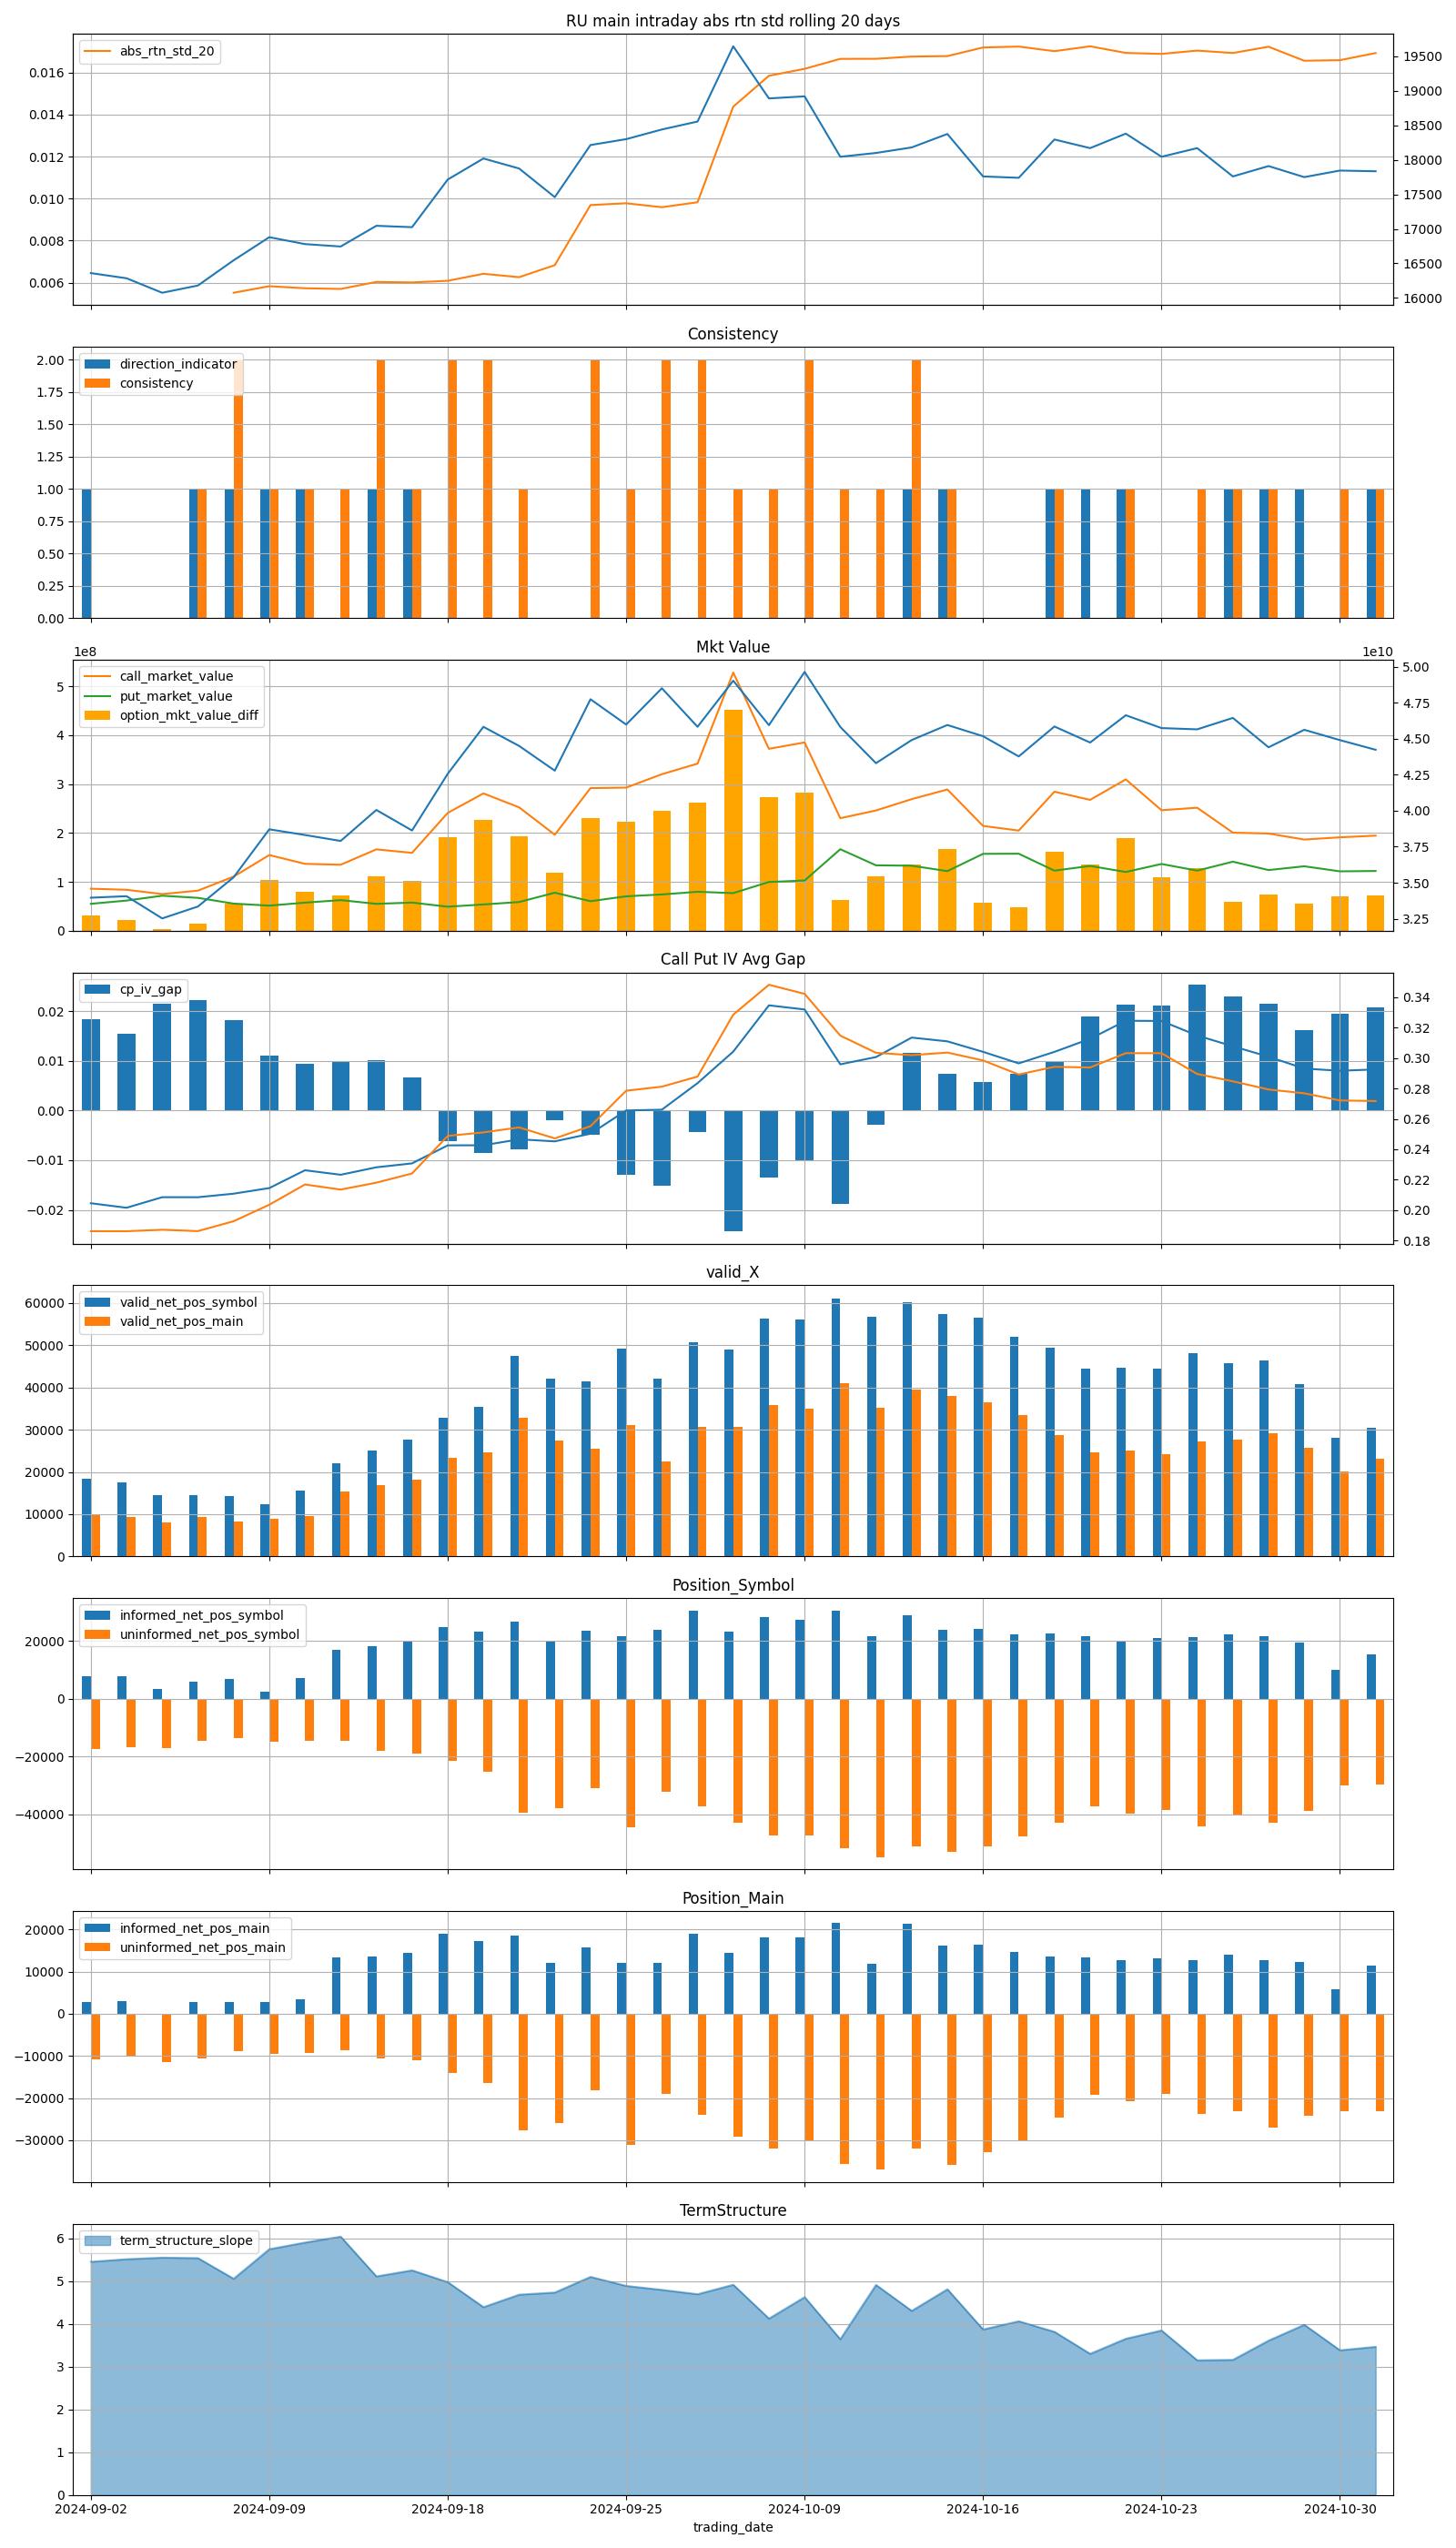 RU main intraday abs rtn std rolling 20 days
abs_rtn_std_20
0.016
0.014
0.012
0.010
0.008
0.006
19500
19000
18500
18000
17500
17000
16500
16000
Consistency
direction_indicator
consistency
2.00
1.75
1.50
1.25
1.00
0.75
0.50
0.25
0.00
Mkt Value
1e8
1e10
call_market_value
put_market_value
option_mkt_value_diff
5
4
3
2
1
0
5.00
4.75
4.50
4.25
4.00
3.75
3.50
3.25
Call Put IV Avg Gap
cp_iv_gap
0.02
0.01
0.00
−0.01
−0.02
0.34
0.32
0.30
0.28
0.26
0.24
0.22
0.20
0.18
valid_X
valid_net_pos_symbol
valid_net_pos_main
60000
50000
40000
30000
20000
10000
0
Position_Symbol
informed_net_pos_symbol
uninformed_net_pos_symbol
20000
0
−20000
−40000
Position_Main
informed_net_pos_main
uninformed_net_pos_main
20000
10000
0
−10000
−20000
−30000
TermStructure
term_structure_slope
6
5
4
3
2
1
0
2024-09-02 2024-09-09 2024-09-18 2024-09-25 2024-10-09 2024-10-16 2024-10-23 2024-10-30
trading_date